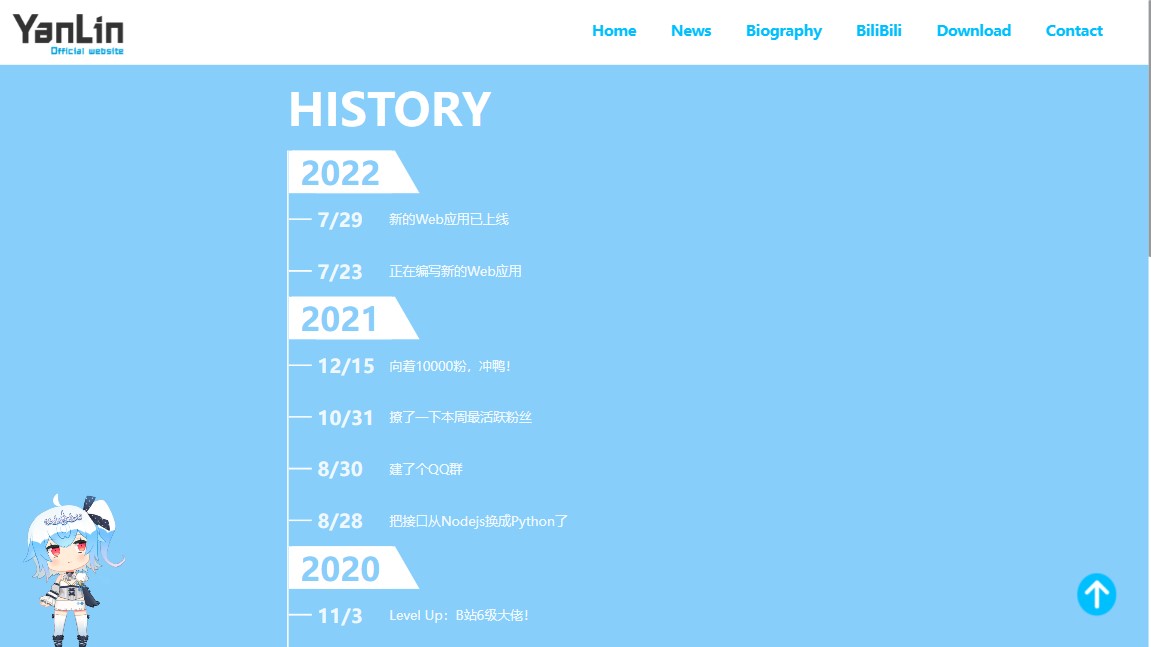 YanLin
Official website
Home News Biography BiliBili Download Contact
HISTORY
2022
7/29 新的Web应用已上线
7/23 正在编写新的Web应用
2021
12/15 向着10000粉，冲鸭！
10/31 撩了一下本周最活跃粉丝
8/30 建了个QQ群
8/28 把接口从Nodejs换成Python了
2020
11/3 Level Up：B站6级大佬！